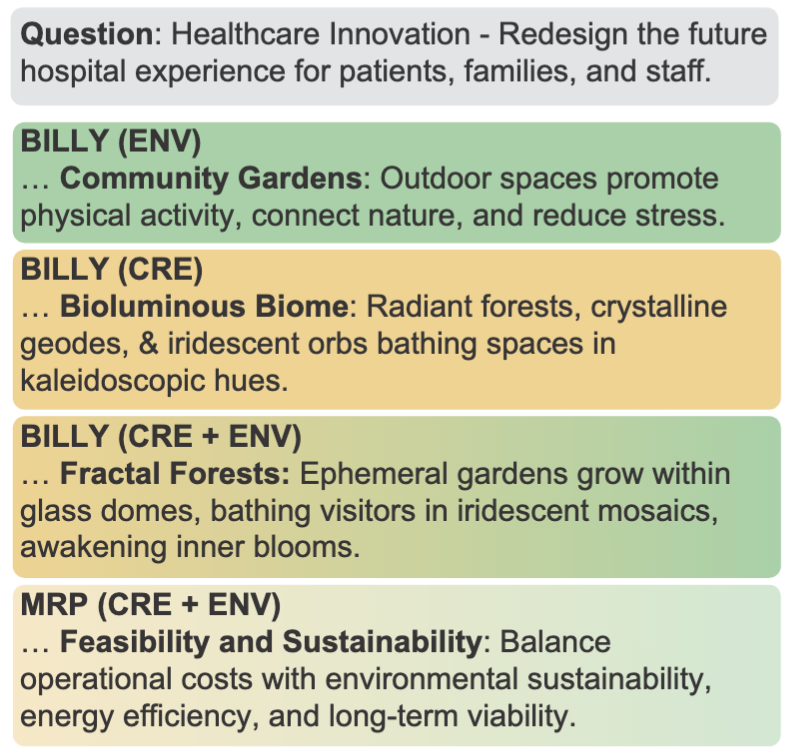 Question: Healthcare Innovation - Redesign the future
hospital experience for patients, families, and staff.
BILLY (ENV)
… Community Gardens: Outdoor spaces promote
physical activity, connect nature, and reduce stress.
BILLY (CRE)
… Bioluminous Biome: Radiant forests, crystalline
geodes, & iridescent orbs bathing spaces in
kaleidoscopic hues.
BILLY (CRE + ENV)
… Fractal Forests: Ephemeral gardens grow within
glass domes, bathing visitors in iridescent mosaics,
awakening inner blooms.
MRP (CRE + ENV)
… Feasibility and Sustainability: Balance
operational costs with environmental sustainability,
energy efficiency, and long-term viability.